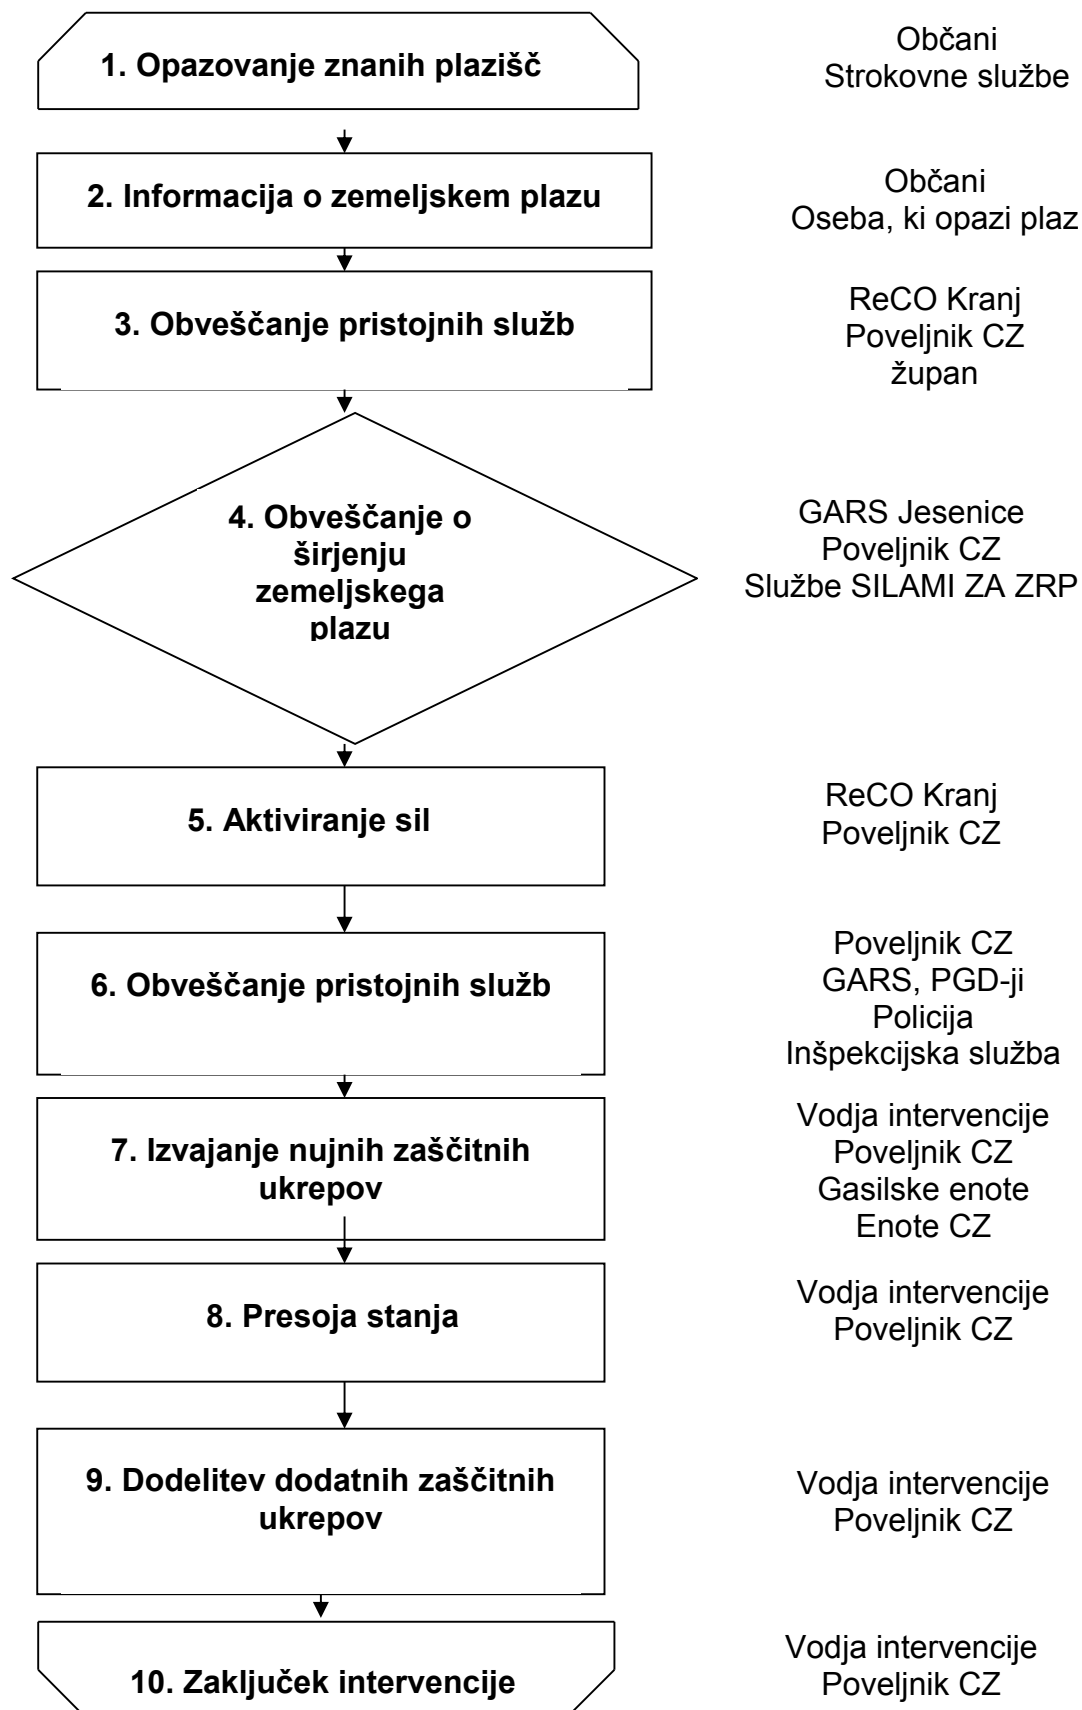 1. Opazovanje znanih plazišč
Občani
Strokovne službe
2. Informacija o zemeljskem plazu
Občani
Oseba, ki opazi plaz
3. Obveščanje pristojnih služb
ReCO Kranj
Poveljnik CZ
župan
4. Obveščanje o
širjenju
zemeljskega
plazu
GARS Jesenice
Poveljnik CZ
Službe SILAMI ZA ZRP
5. Aktiviranje sil
ReCO Kranj
Poveljnik CZ
6. Obveščanje pristojnih služb
Poveljnik CZ
GARS, PGD-ji
Policija
Inšpekcijska služba
7. Izvajanje nujnih zaščitnih
ukrepov
Vodja intervencije
Poveljnik CZ
Gasilske enote
Enote CZ
8. Presoja stanja
Vodja intervencije
Poveljnik CZ
9. Dodelitev dodatnih zaščitnih
ukrepov
Vodja intervencije
Poveljnik CZ
10. Zaključek intervencije
Vodja intervencije
Poveljnik CZ